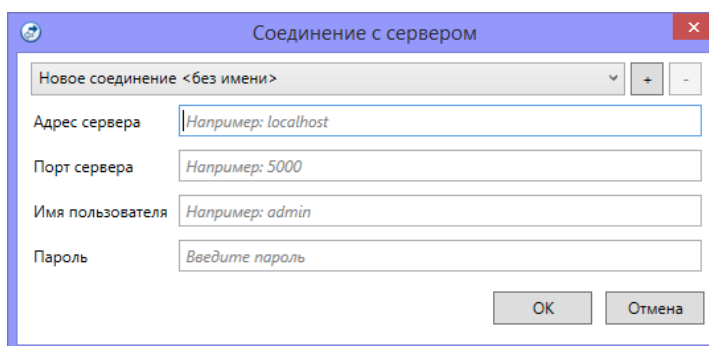 Соединение с сервером
Новое соединение <без имени>
+
-
Адрес сервера
Например: localhost
Порт сервера
Например: 5000
Имя пользователя
Например: admin
Пароль
Введите пароль
OK
Отмена